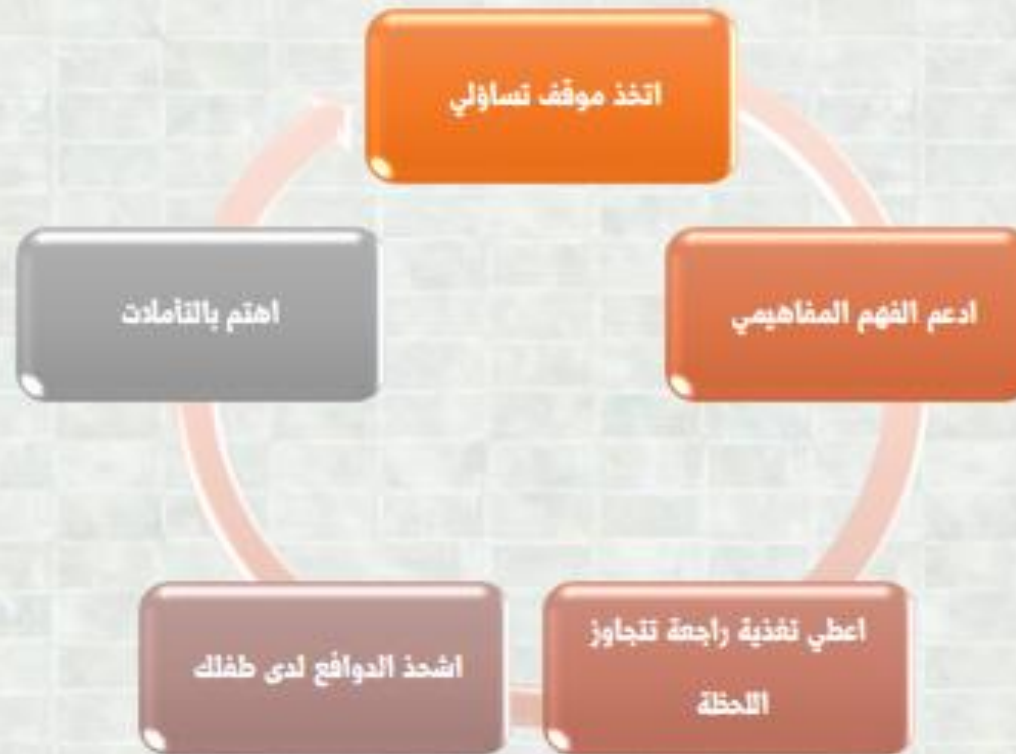 اتخذ موقف تساؤلي
ادعم الفهم المفاهيمي
اعطي تغذية راجعة تتجاوز
اللحظة
اشحذ الدوافع لدى طفلك
اهتم بالتأملات